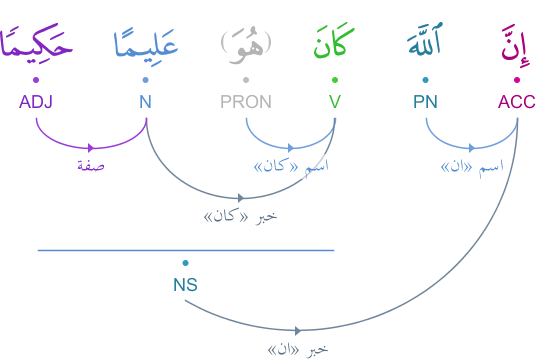 إِنَّ ٱللَّهَ كَانَ (هُوَ) عَلِيمًا حَكِيمًا
ACC PN V PRON N ADJ
اسم «ان» اسم «كان» صفة
خبر «كان»
NS
خبر «ان»